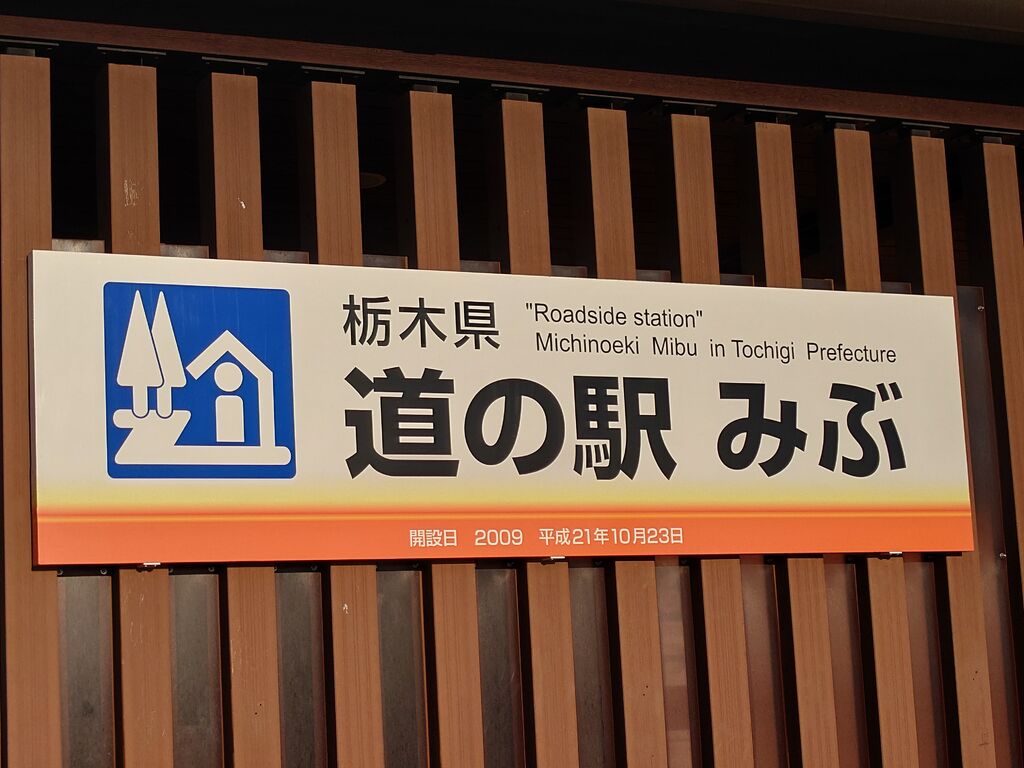 栃木県
"Roadside station"
Michinoeki Mibu in Tochigi Prefecture
道の駅 みぶ
開設日 2009 平成21年10月23日